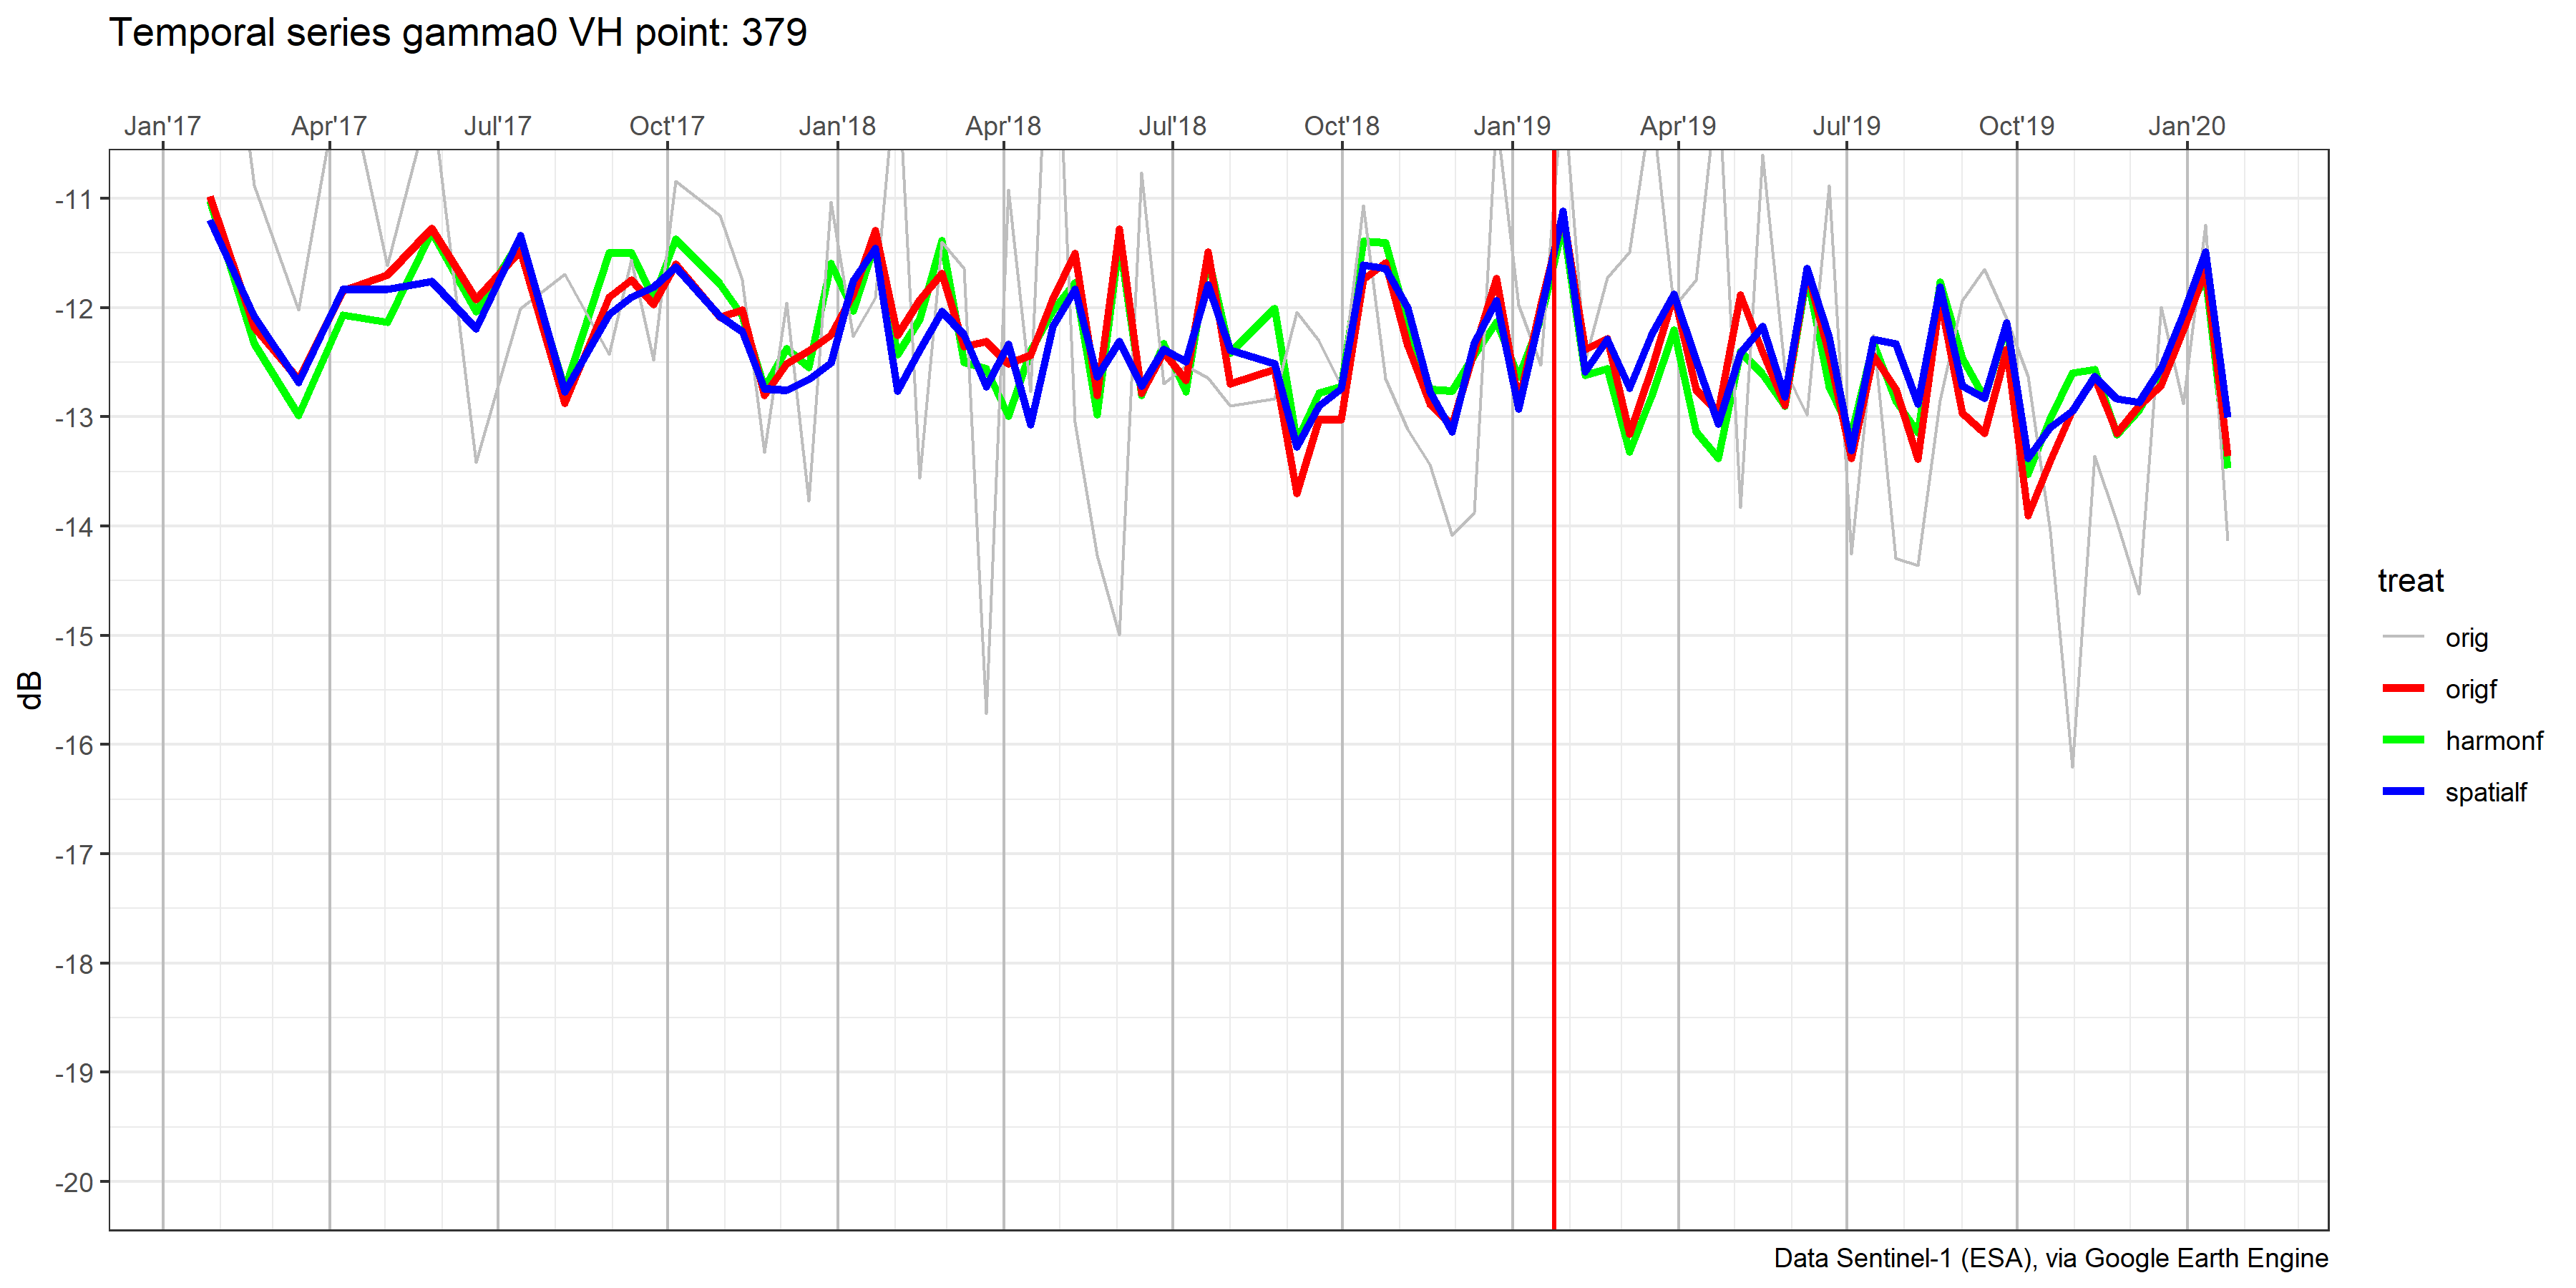 Temporal series gamma0 VH point: 379
Jan'17 Apr'17 Jul'17 Oct'17 Jan'18 Apr'18 Jul'18 Oct'18 Jan'19 Apr'19 Jul'19 Oct'19 Jan'20
-11
-12
-13
-14
-15
-16
-17
-18
-19
-20
dB
treat
orig
origf
harmonf
spatialf
Data Sentinel-1 (ESA), via Google Earth Engine